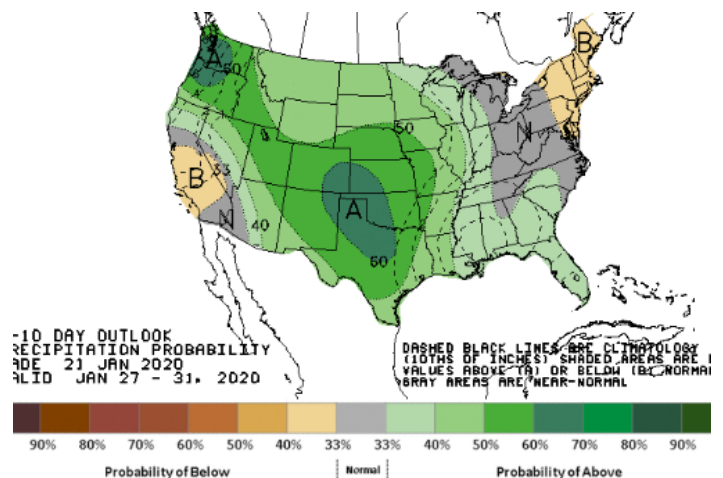 A
60
B
50
N
B
33
A
N
40
60
-10 DAY OUTLOOK
RECIPITATION PROBABILITY
ADE 21 JAN 2020
ALID JAN 27 - 31, 2020
DASHED BLACK LINES ARE CLIMATOLOGY
(10THS OF INCHES) SHADED AREAS ARE
VALUES ABOVE (A) OR BELOW (B) NORMA
GRAY AREAS ARE NEAR-NORMAL
90% 80% 70% 60% 50% 40% 33% 33% 40% 50% 60% 70% 80% 90%
Probability of Below Normal Probability of Above